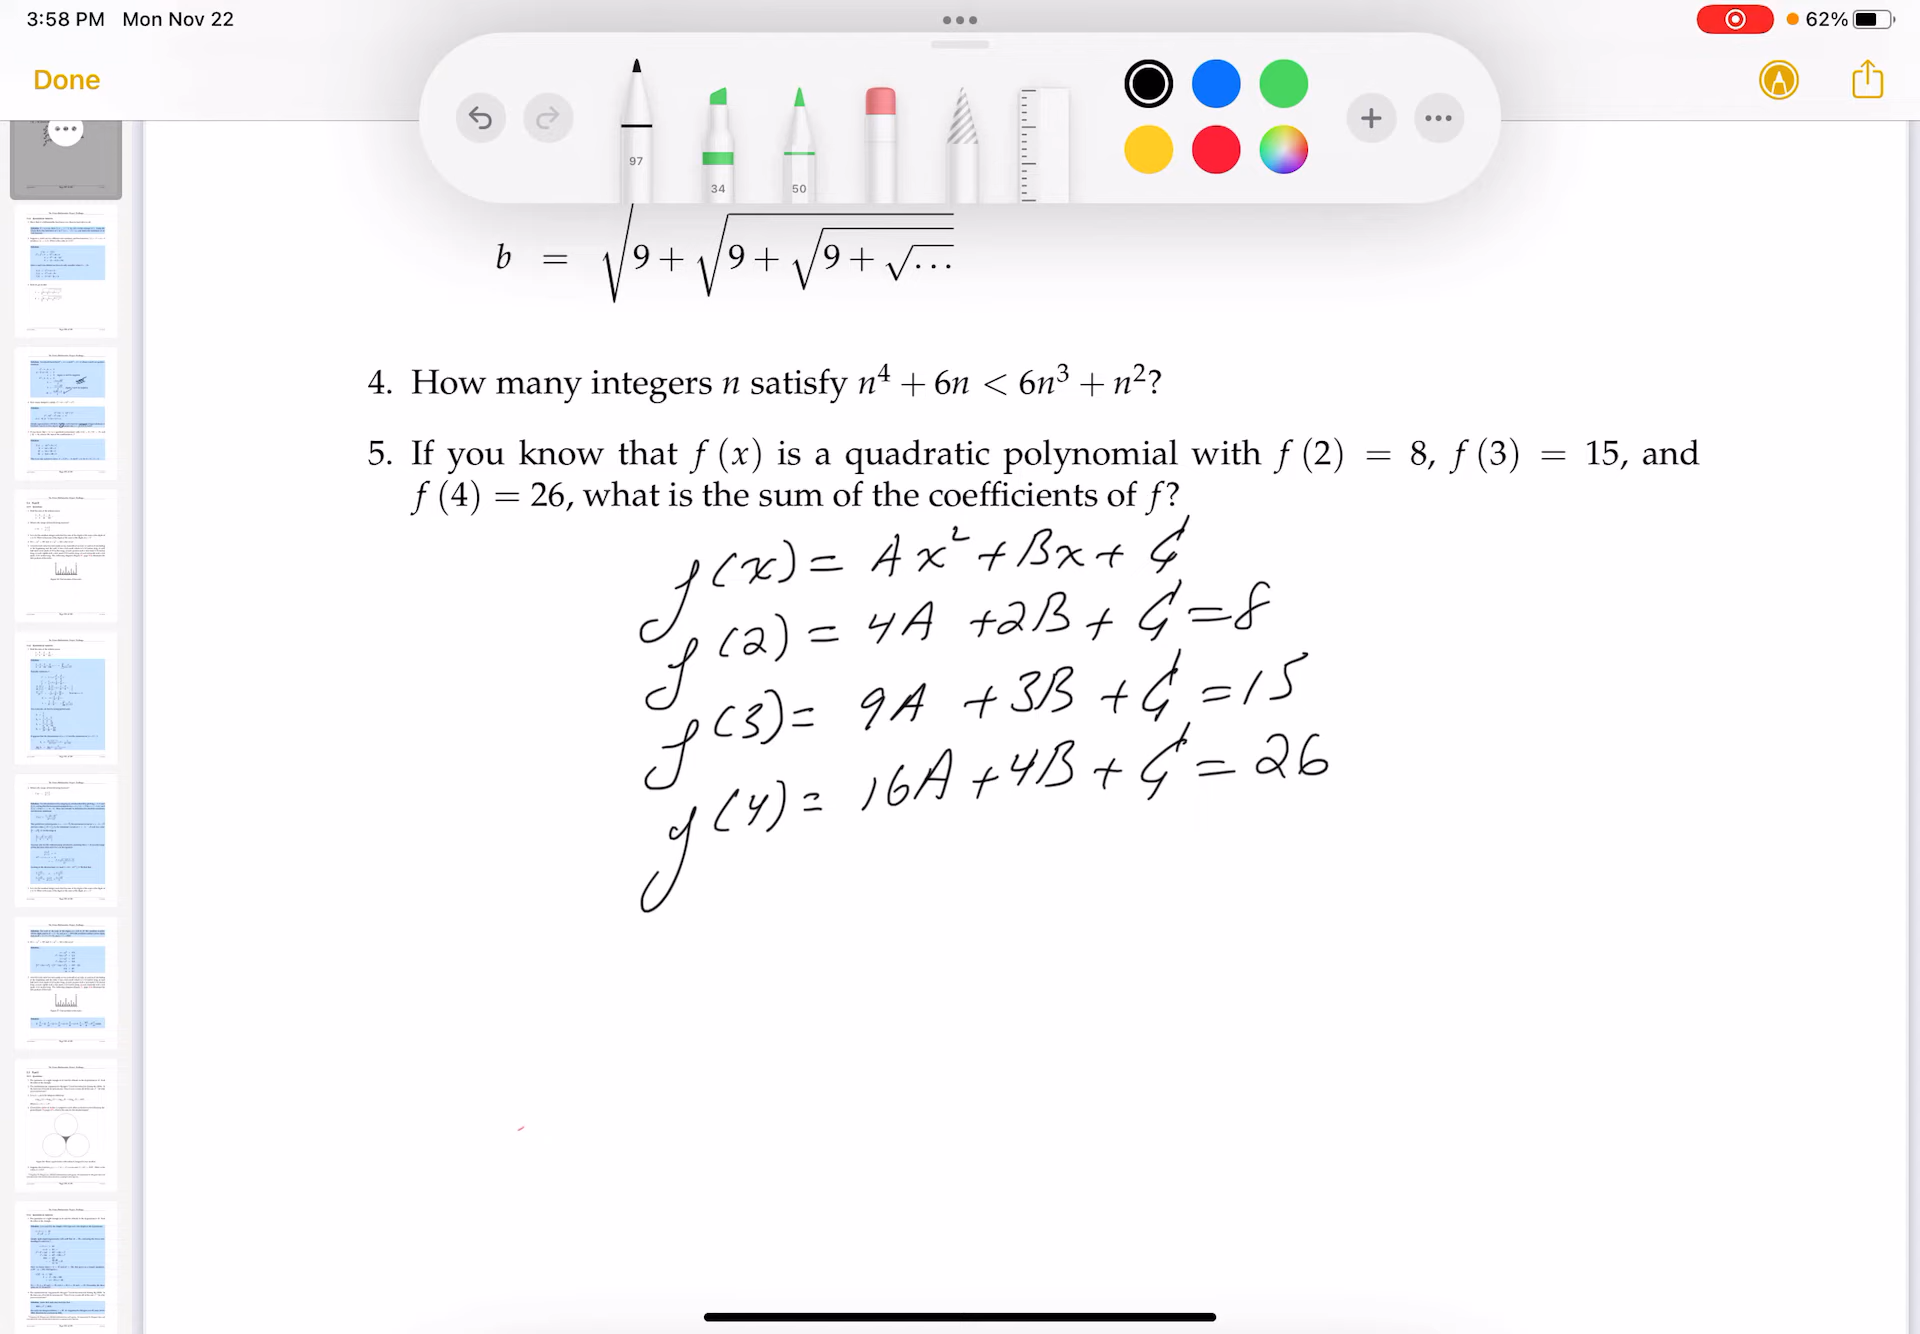 3:58 PM Mon Nov 22
62%
Done
97
34
50
b = √9 + √9 + √9 + √...
4. How many integers n satisfy n⁴ + 6n < 6n³ + n²?
5. If you know that f (x) is a quadratic polynomial with f (2) = 8, f (3) = 15, and
f (4) = 26, what is the sum of the coefficients of f?
f(x) = Ax² + Bx + C
f(2) = 4A + 2B + C = 8
f(3) = 9A + 3B + C = 15
f(4) = 16A + 4B + C = 26